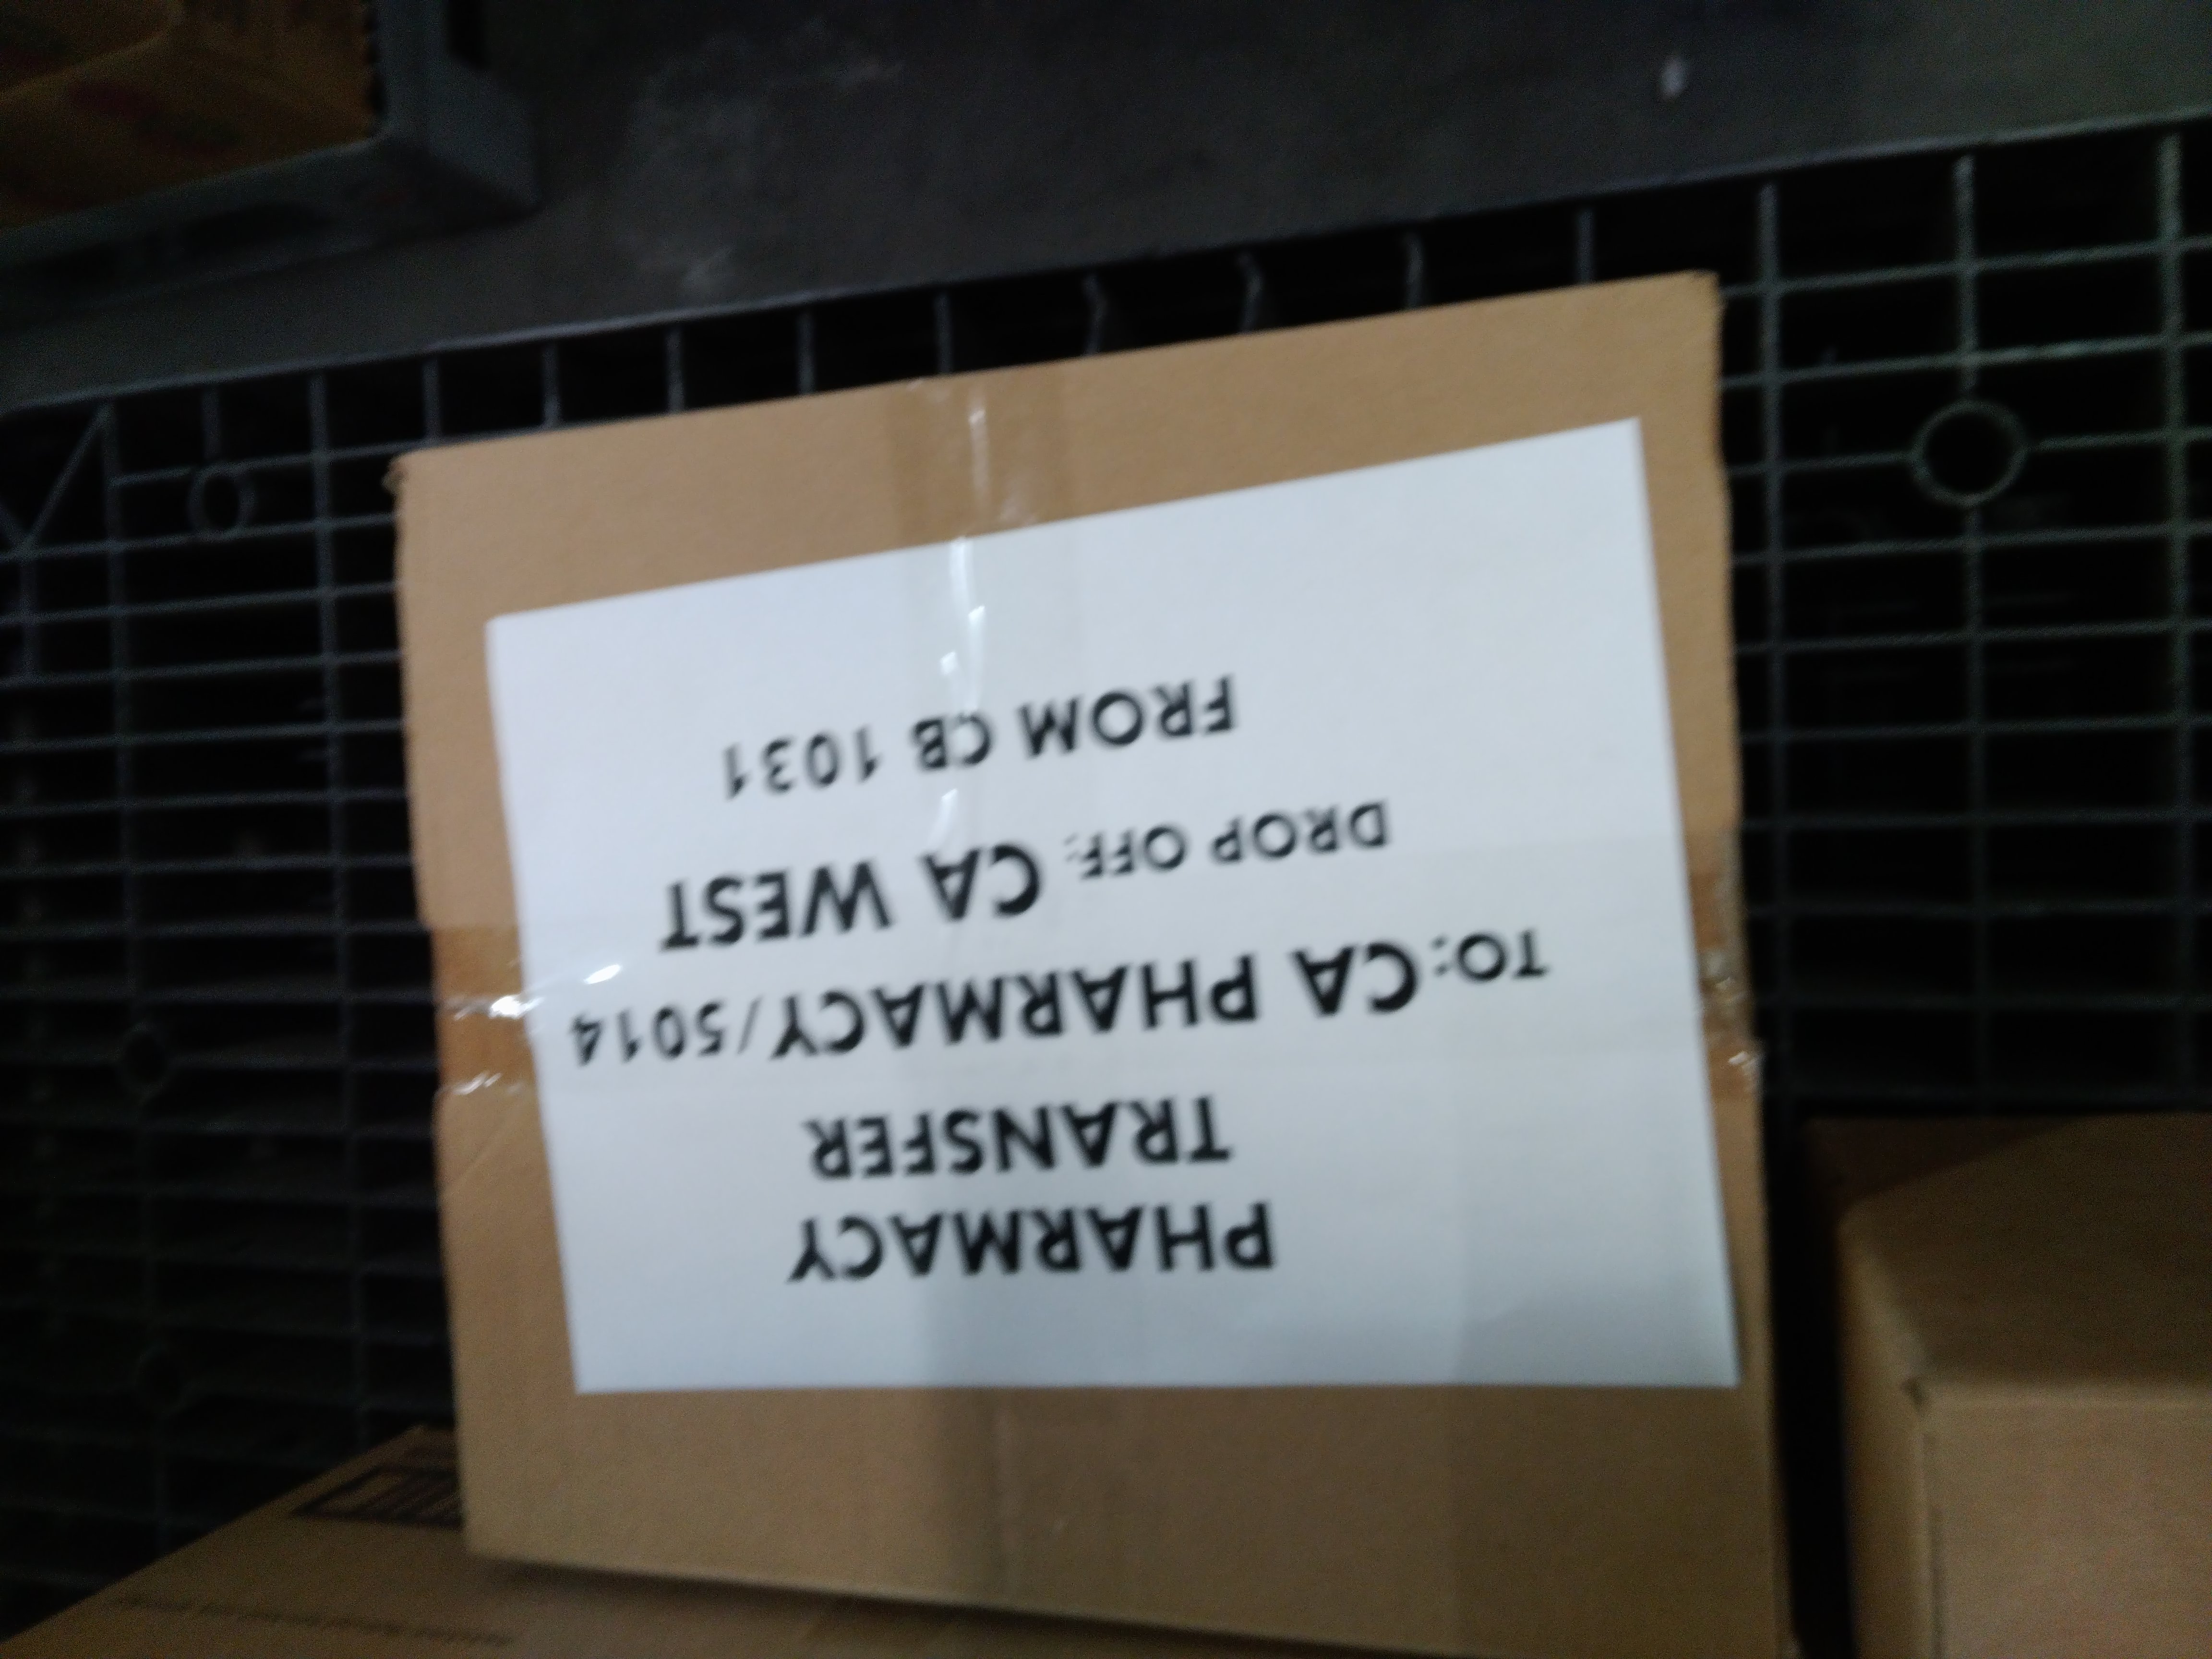 PHARMACY
TRANSFER
TO: CA PHARMACY/5014
DROP OFF: CA WEST
FROM CB 1031